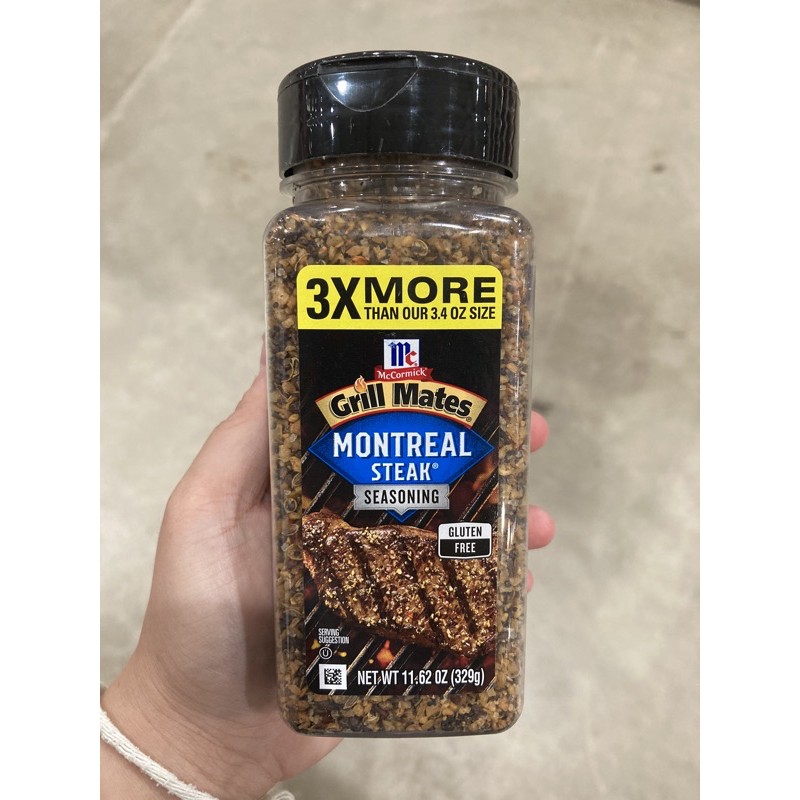 3X MORE
THAN OUR 3.4 OZ SIZE
Mc
McCormick®
Grill Mates®
MONTREAL
STEAK®
SEASONING
GLUTEN
FREE
SERVING
SUGGESTION
U
NET WT 11.62 OZ (329g)